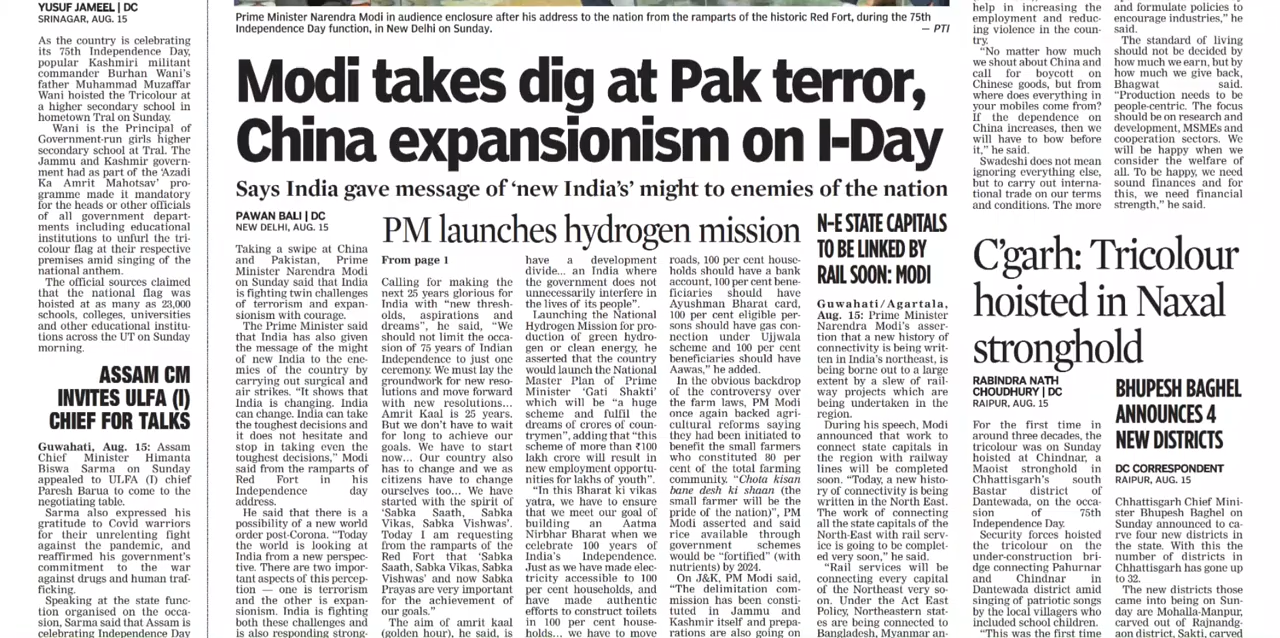 YUSUF JAMEEL | DC
SRINAGAR, AUG. 15
As the country is celebrating
its 75th Independence Day,
popular Kashmiri militant
commander Burhan Wani's
father Muhammad Muzaffar
Wani hoisted the Tricolour at
a higher secondary school in
hometown Tral on Sunday.
Wani is the Principal of
Government-run girls higher
secondary school at Tral. The
Jammu and Kashmir govern-
ment had as part of the 'Azadi
Ka Amrit Mahotsav' pro-
gramme made it mandatory
for the heads or other officials
of all government depart-
ments including educational
institutions to unfurl the tri-
colour flag at their respective
premises amid singing of the
national anthem.
The official sources claimed
that the national flag was
hoisted at as many as 23,000
schools, colleges, universities
and other educational institu-
tions across the UT on Sunday
morning.
ASSAM CM
INVITES ULFA (I)
CHIEF FOR TALKS
Guwahati, Aug. 15: Assam
Chief Minister Himanta
Biswa Sarma on Sunday
appealed to ULFA (I) chief
Paresh Barua to come to the
negotiating table.
Sarma also expressed his
gratitude to Covid warriors
for their unrelenting fight
against the pandemic, and
reaffirmed his government's
commitment to the war
against drugs and human traf-
ficking.
Speaking at the state func-
tion organised on the occa-
sion, Sarma said that Assam is
celebrating Independence Day
Prime Minister Narendra Modi in audience enclosure after his address to the nation from the ramparts of the historic Red Fort, during the 75th
Independence Day function, in New Delhi on Sunday. — PTI
Modi takes dig at Pak terror,
China expansionism on I-Day
Says India gave message of 'new India's' might to enemies of the nation
PAWAN BALI | DC
NEW DELHI, AUG. 15
Taking a swipe at China
and Pakistan, Prime
Minister Narendra Modi
on Sunday said that India
is fighting twin challenges
of terrorism and expan-
sionism with courage.
The Prime Minister said
that India has also given
the message of the might
of new India to the ene-
mies of the country by
carrying out surgical and
air strikes. "It shows that
India is changing. India
can change. India can take
the toughest decisions and
it does not hesitate and
stop in taking even the
toughest decisions," Modi
said from the ramparts of
Red Fort in his
Independence day
address.
He said that there is a
possibility of a new world
order post-Corona. "Today
the world is looking at
India from a new perspec-
tive. There are two impor-
tant aspects of this percep-
tion — one is terrorism
and the other is expan-
sionism. India is fighting
both these challenges and
is also responding strong-
PM launches hydrogen mission
From page 1
Calling for making the
next 25 years glorious for
India with "new thresh-
olds, aspirations and
dreams", he said, "We
should not limit the occa-
sion of 75 years of Indian
Independence to just one
ceremony. We must lay the
groundwork for new reso-
lutions and move forward
with new resolutions...
Amrit Kaal is 25 years.
But we don't have to wait
for long to achieve our
goals. We have to start
now... Our country also
has to change and we as
citizens have to change
ourselves too... We have
started with the spirit of
'Sabka Saath, Sabka
Vikas, Sabka Vishwas'.
Today I am requesting
from the ramparts of the
Red Fort that 'Sabka
Saath, Sabka Vikas, Sabka
Vishwas' and now Sabka
Prayas are very important
for the achievement of
our goals."
The aim of amrit kaal
(golden hour), he said, is
have a development
divide... an India where
the government does not
unnecessarily interfere in
the lives of its people".
Launching the National
Hydrogen Mission for pro-
duction of green hydro-
gen or clean energy, he
asserted that the country
would launch the National
Master Plan of Prime
Minister 'Gati Shakti'
which will be "a huge
scheme and fulfil the
dreams of crores of coun-
trymen", adding that "this
scheme of more than ₹100
lakh crore will result in
new employment opportu-
nities for lakhs of youth".
"In this Bharat ki vikas
yatra, we have to ensure
that we meet our goal of
building an Aatma
Nirbhar Bharat when we
celebrate 100 years of
India's Independence.
Just as we have made elec-
tricity accessible to 100
per cent households, and
have made authentic
efforts to construct toilets
in 100 per cent house-
holds... we have to move
roads, 100 per cent house-
holds should have a bank
account, 100 per cent bene-
ficiaries should have
Ayushman Bharat card,
100 per cent eligible per-
sons should have gas con-
nection under Ujjwala
scheme and 100 per cent
beneficiaries should have
Aawas," he added.
In the obvious backdrop
of the controversy over
the farm laws, PM Modi
once again backed agri-
cultural reforms saying
they had been initiated to
benefit the small farmers
who constituted 80 per
cent of the total farming
community. "Chota kisan
bane desh ki shaan (the
small farmer will be the
pride of the nation)", PM
Modi asserted and said
rice available through
government schemes
would be "fortified" (with
nutrients) by 2024.
On J&K, PM Modi said,
"The delimitation com-
mission has been consti-
tuted in Jammu and
Kashmir itself and prepa-
rations are also going on
N-E STATE CAPITALS
TO BE LINKED BY
RAIL SOON: MODI
Guwahati/Agartala,
Aug. 15: Prime Minister
Narendra Modi's asser-
tion that a new history of
connectivity is being writ-
ten in India's northeast, is
being borne out to a large
extent by a slew of rail-
way projects which are
being undertaken in the
region.
During his speech, Modi
announced that work to
connect state capitals in
the region with railway
lines will be completed
soon. "Today, a new histo-
ry of connectivity is being
written in the North East.
The work of connecting
all the state capitals of the
North-East with rail serv-
ice is going to be complet-
ed very soon," he said.
"Rail services will be
connecting every capital
of the Northeast very so-
on. Under the Act East
Policy, Northeastern stat-
es are being connected to
Bangladesh, Myanmar an-
help in increasing the
employment and reduc-
ing violence in the coun-
try.
"No matter how much
we shout about China and
call for boycott on
Chinese goods, but from
where does everything in
your mobiles come from?
If the dependence on
China increases, then we
will have to bow before
it," he said.
Swadeshi does not mean
ignoring everything else,
but to carry out interna-
tional trade on our terms
and conditions. The more
and formulate policies to
encourage industries," he
said.
The standard of living
should not be decided by
how much we earn, but by
how much we give back,
Bhagwat said.
"Production needs to be
people-centric. The focus
should be on research and
development, MSMEs and
cooperation sectors. We
will be happy when we
consider the welfare of
all. To be happy, we need
sound finances and for
this, we need financial
strength," he said.
C'garh: Tricolour
hoisted in Naxal
stronghold
RABINDRA NATH
CHOUDHURY | DC
RAIPUR, AUG. 15
For the first time in
around three decades, the
tricolour was on Sunday
hoisted at Chindnar, a
Maoist stronghold in
Chhattisgarh's south
Bastar district of
Dantewada, on the occa-
sion of 75th
Independence Day.
Security forces hoisted
the tricolour on the
under-construction bri-
dge connecting Pahurnar
and Chindnar in
Dantewada district amid
singing of patriotic songs
by the local villagers who
included school children.
"This was the first time
BHUPESH BAGHEL
ANNOUNCES 4
NEW DISTRICTS
DC CORRESPONDENT
RAIPUR, AUG. 15
Chhattisgarh Chief Mini-
ster Bhupesh Baghel on
Sunday announced to ca-
rve four new districts in
the state. With this the
number of districts in
Chhattisgarh has gone up
to 32.
The new districts those
came into being on Sun-
day are Mohalla-Manpur,
carved out of Rajnandg-